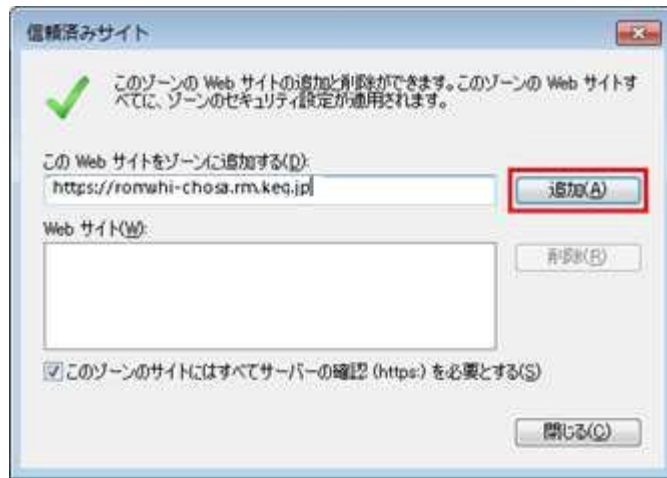 信頼済みサイト
このゾーンの Web サイトの追加と削除ができます。このゾーンの Web サイトす
べてに、ゾーンのセキュリティ設定が適用されます。
この Web サイトをゾーンに追加する(D):
https://romuhi-chosa.rm.keq.jp
追加(A)
Web サイト(W):
削除(R)
このゾーンのサイトにはすべてサーバーの確認 (https:) を必要とする(S)
閉じる(C)